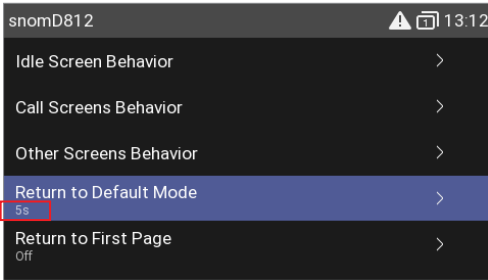 snomD812
1 13:12
Idle Screen Behavior
Call Screens Behavior
Other Screens Behavior
Return to Default Mode
5s
Return to First Page
Off